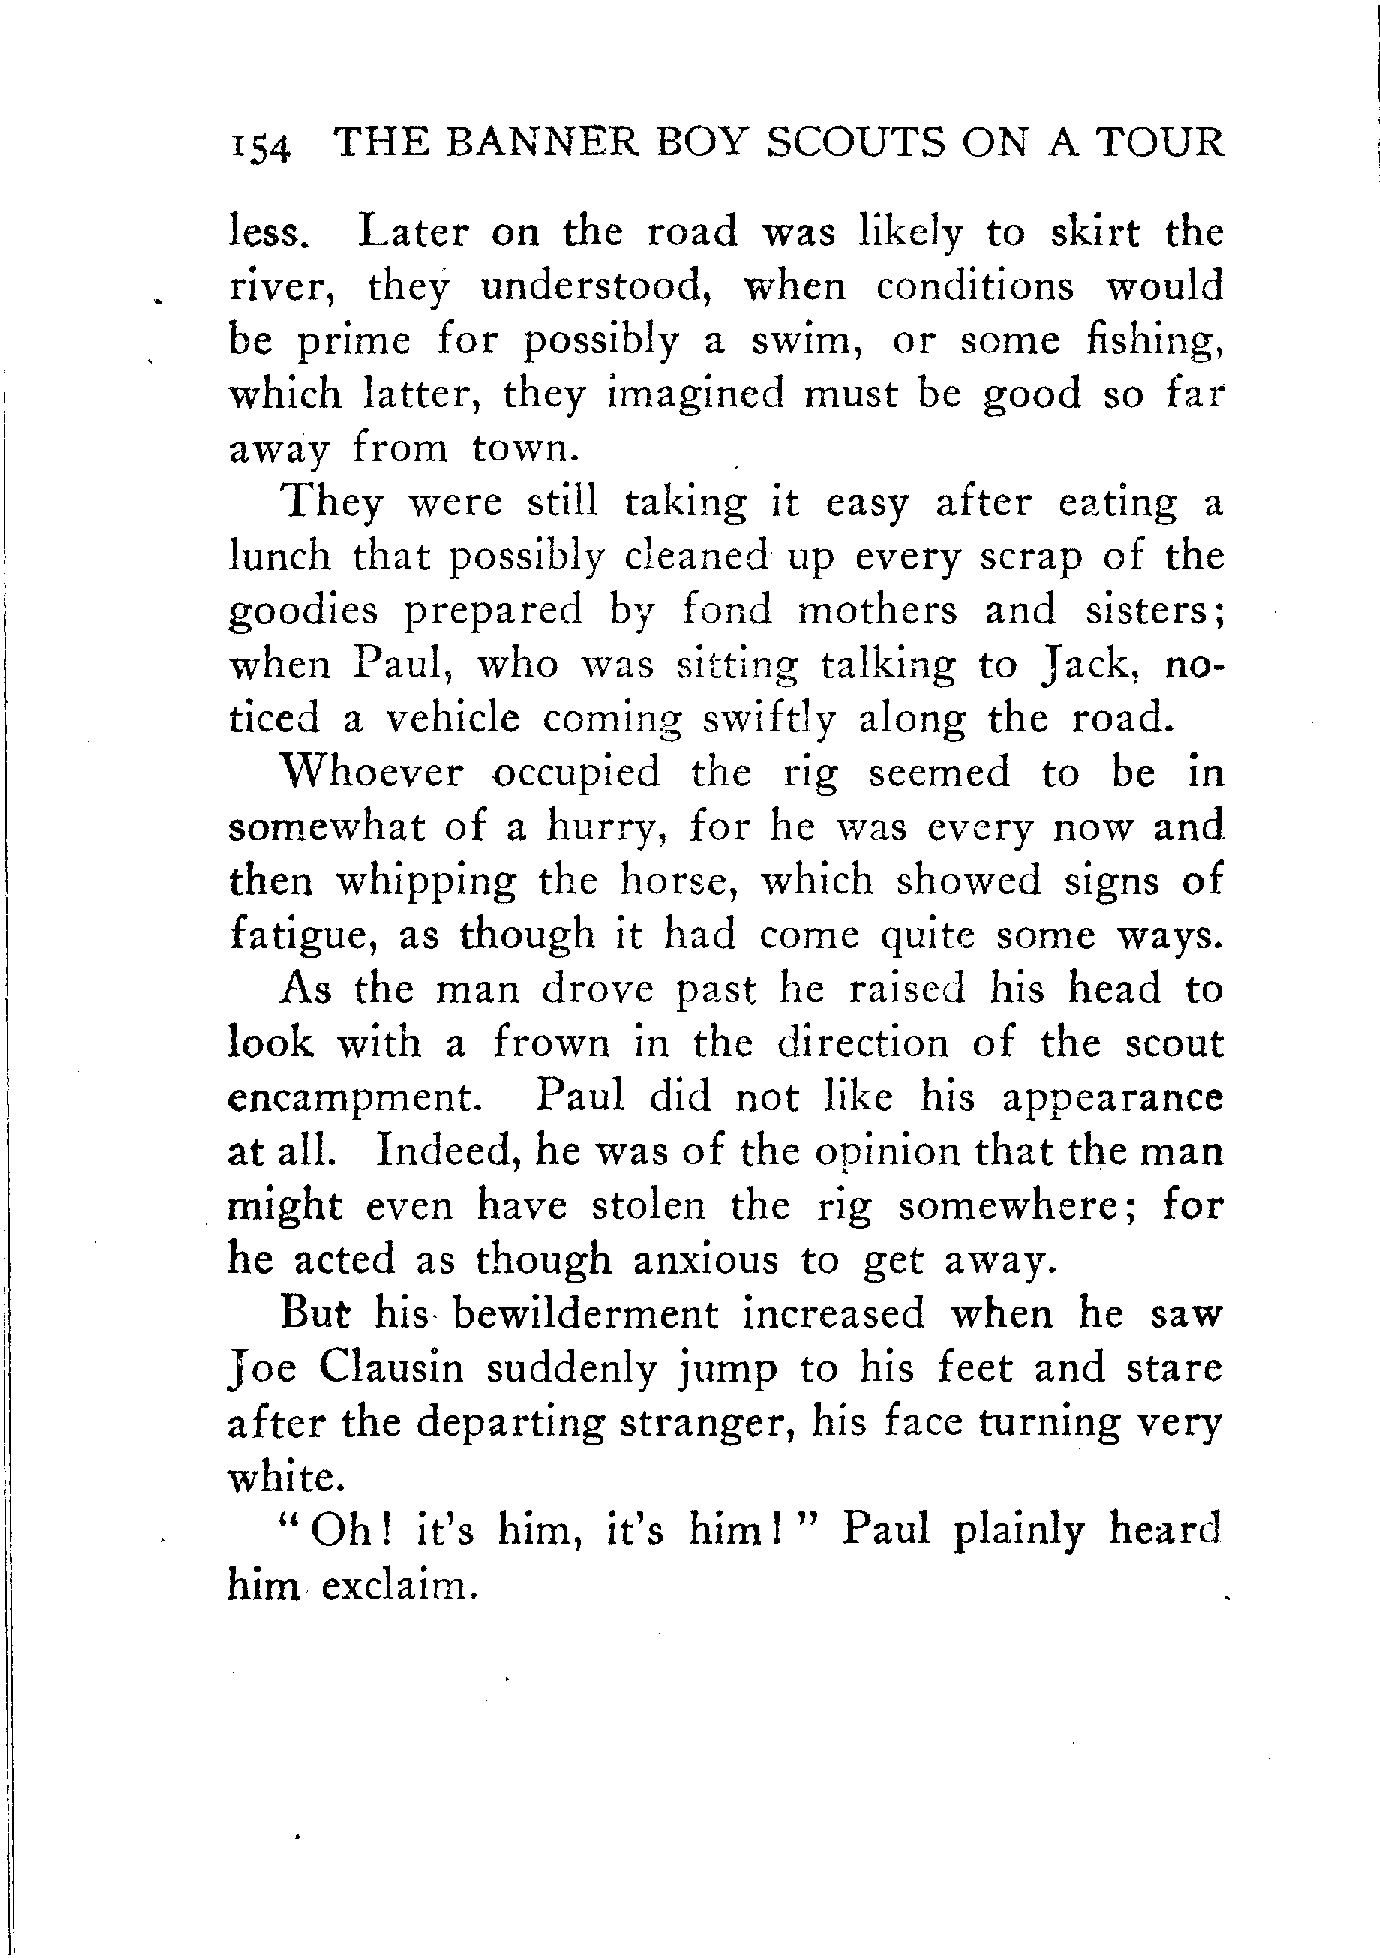 154 THE BANNER BOY SCOUTS ON A TOUR
less. Later on the road was likely to skirt the
river, they understood, when conditions would
be prime for possibly a swim, or some fishing,
which latter, they imagined must be good so far
away from town.
They were still taking it easy after eating a
lunch that possibly cleaned up every scrap of the
goodies prepared by fond mothers and sisters;
when Paul, who was sitting talking to Jack, no-
ticed a vehicle coming swiftly along the road.
Whoever occupied the rig seemed to be in
somewhat of a hurry, for he was every now and
then whipping the horse, which showed signs of
fatigue, as though it had come quite some ways.
As the man drove past he raised his head to
look with a frown in the direction of the scout
encampment. Paul did not like his appearance
at all. Indeed, he was of the opinion that the man
might even have stolen the rig somewhere; for
he acted as though anxious to get away.
But his bewilderment increased when he saw
Joe Clausin suddenly jump to his feet and stare
after the departing stranger, his face turning very
white.
“ Oh! it's him, it's him! ” Paul plainly heard
him exclaim.